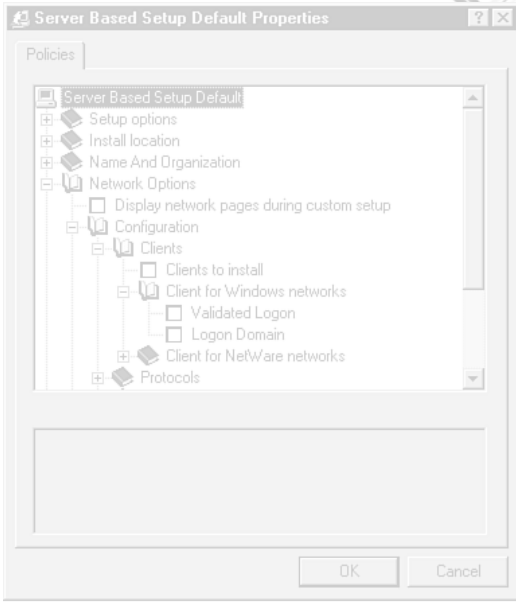 Server Based Setup Default Properties
Policies
Server Based Setup Default
Setup options
Install location
Name And Organization
Network Options
Display network pages during custom setup
Configuration
Clients
Clients to install
Client for Windows networks
Validated Logon
Logon Domain
Client for NetWare networks
Protocols
OK Cancel